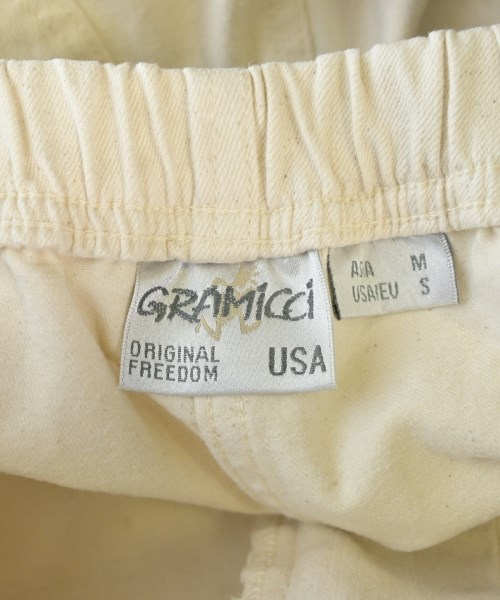 GRAMiCCi
ORIGINAL
FREEDOM
USA
ASIA M
USA/EU S